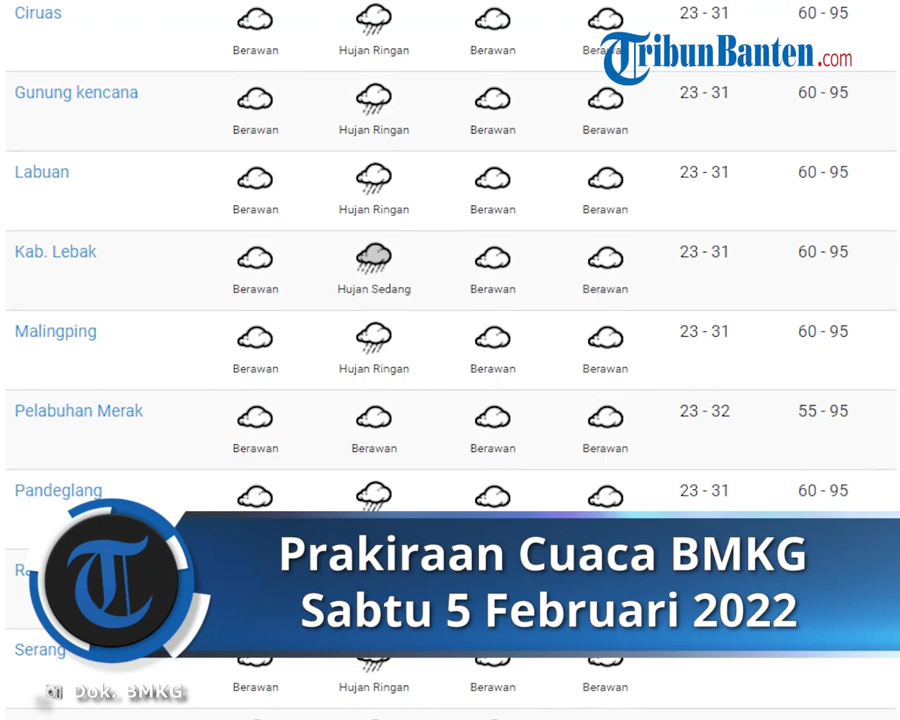 TribunBanten.com
Ciruas 23 - 31 60 - 95
Berawan Hujan Ringan Berawan
Gunung kencana 23 - 31 60 - 95
Berawan Hujan Ringan Berawan Berawan
Labuan 23 - 31 60 - 95
Berawan Hujan Ringan Berawan Berawan
Kab. Lebak 23 - 31 60 - 95
Berawan Hujan Sedang Berawan Berawan
Malingping 23 - 31 60 - 95
Berawan Hujan Ringan Berawan Berawan
Pelabuhan Merak 23 - 32 55 - 95
Berawan Berawan Berawan Berawan
Pandeglang 23 - 31 60 - 95
Prakiraan Cuaca BMKG
Sabtu 5 Februari 2022
Serang
Berawan Hujan Ringan Berawan Berawan
Dok. BMKG